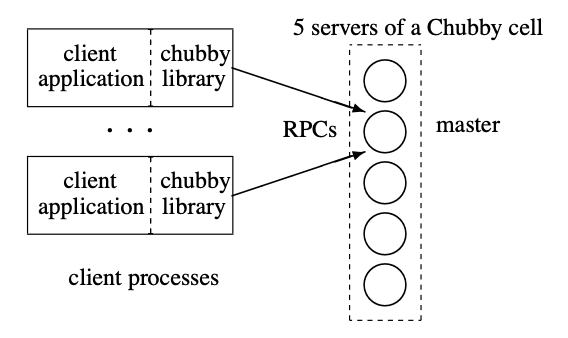 5 servers of a Chubby cell
client application
chubby library
. . .
RPCs
master
client application
chubby library
client processes